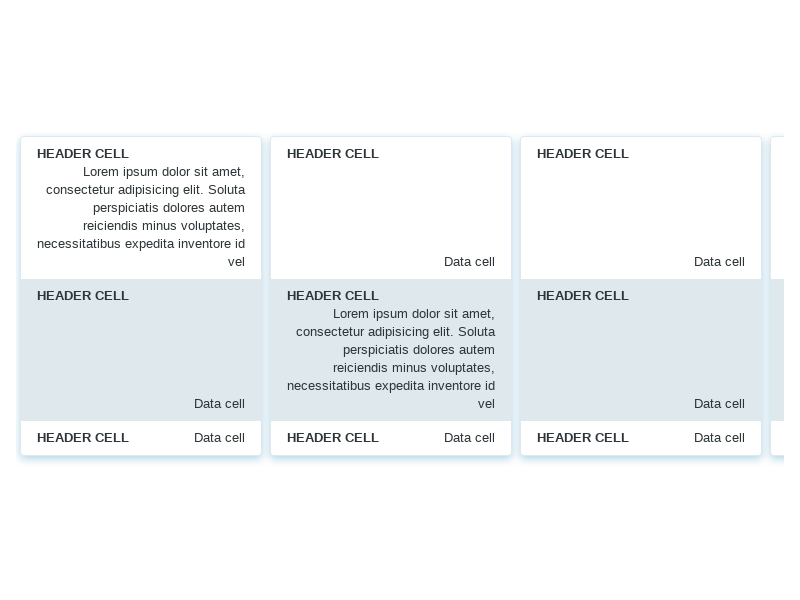 HEADER CELL
Lorem ipsum dolor sit amet,
consectetur adipisicing elit. Soluta
perspiciatis dolores autem
reiciendis minus voluptates,
necessitatibus expedita inventore id
vel
HEADER CELL
Data cell
HEADER CELL Data cell
HEADER CELL
Data cell
HEADER CELL
Lorem ipsum dolor sit amet,
consectetur adipisicing elit. Soluta
perspiciatis dolores autem
reiciendis minus voluptates,
necessitatibus expedita inventore id
vel
HEADER CELL Data cell
HEADER CELL
Data cell
HEADER CELL
Data cell
HEADER CELL Data cell